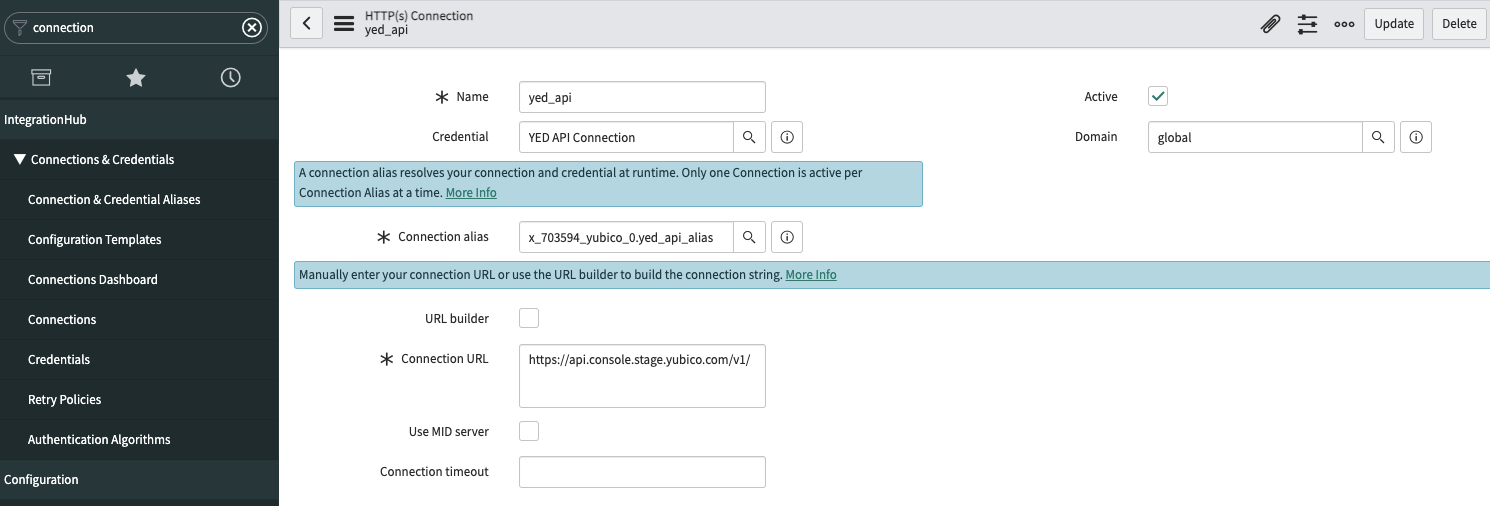 connection
IntegrationHub
Connections & Credentials
Connection & Credential Aliases
Configuration Templates
Connections Dashboard
Connections
Credentials
Retry Policies
Authentication Algorithms
Configuration
HTTP(s) Connection
yed_api
Update
Delete
Name
yed_api
Active
Credential
YED API Connection
Domain
global
A connection alias resolves your connection and credential at runtime. Only one Connection is active per
Connection Alias at a time. More Info
Connection alias
x_703594_yubico_0.yed_api_alias
Manually enter your connection URL or use the URL builder to build the connection string. More Info
URL builder
Connection URL
https://api.console.stage.yubico.com/v1/
Use MID server
Connection timeout